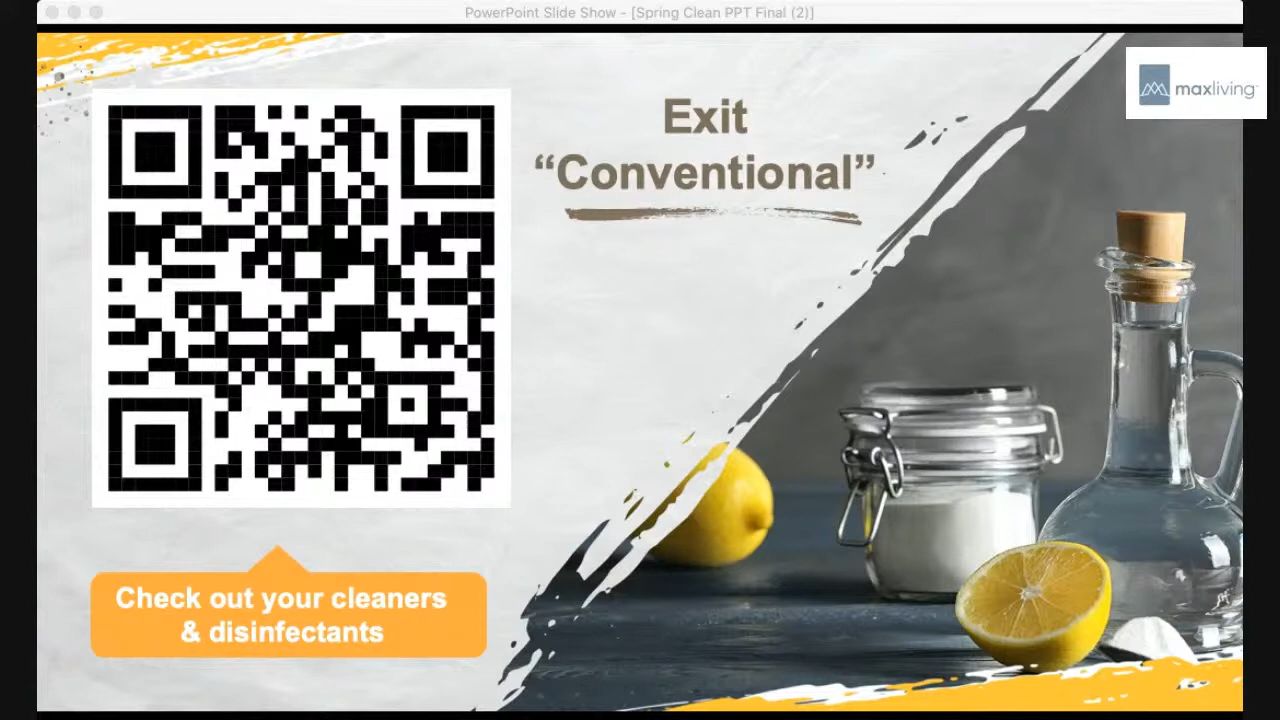 PowerPoint Slide Show - [Spring Clean PPT Final (2)]
maxliving
Exit
“Conventional”
Check out your cleaners
& disinfectants